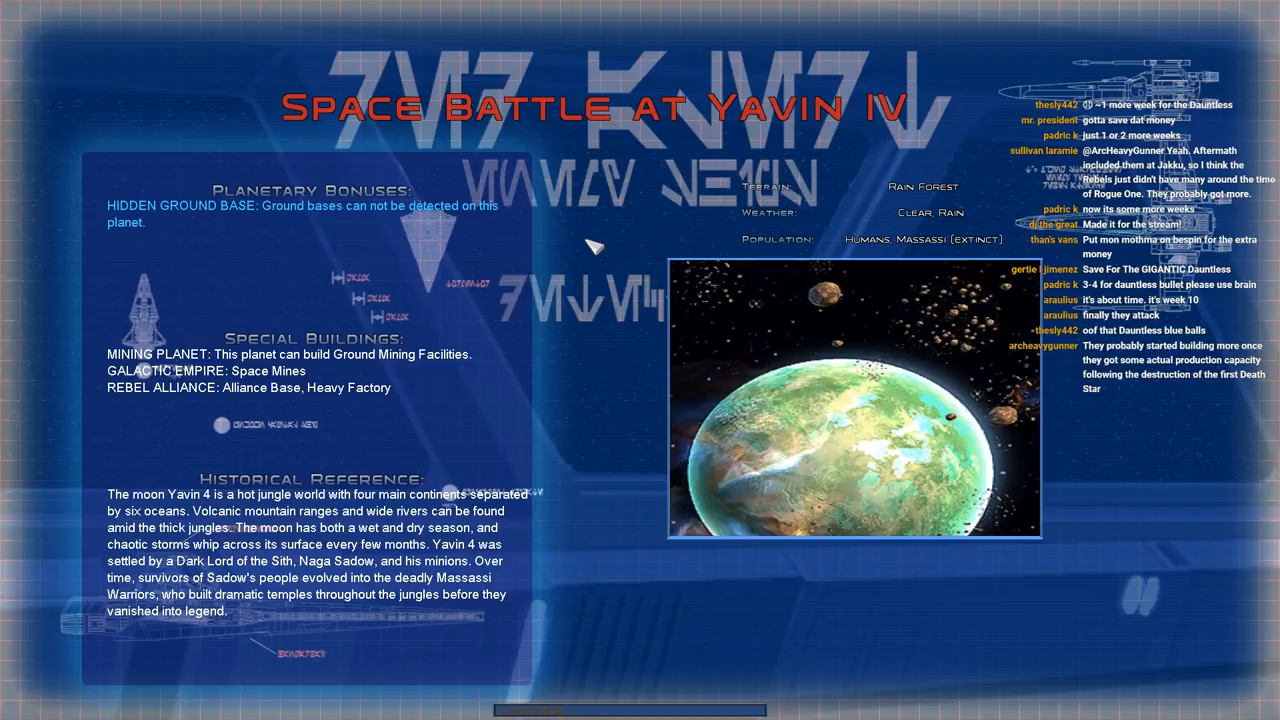 Space Battle at Yavin IV
Planetary Bonuses:
HIDDEN GROUND BASE: Ground bases can not be detected on this
planet.
Special Buildings:
MINING PLANET: This planet can build Ground Mining Facilities.
GALACTIC EMPIRE: Space Mines
REBEL ALLIANCE: Alliance Base, Heavy Factory
Historical Reference:
The moon Yavin 4 is a hot jungle world with four main continents separated
by six oceans. Volcanic mountain ranges and wide rivers can be found
amid the thick jungles. The moon has both a wet and dry season, and
chaotic storms whip across its surface every few months. Yavin 4 was
settled by a Dark Lord of the Sith, Naga Sadow, and his minions. Over
time, survivors of Sadow's people evolved into the deadly Massassi
Warriors, who built dramatic temples throughout the jungles before they
vanished into legend.
Terrain: Rain Forest
Weather: Clear, Rain
Population: Humans, Massassi (extinct)
thesly442 ~1 more week for the Dauntless
mr. president gotta save dat money
padric k just 1 or 2 more weeks
sullivan laramie @ArcHeavyGunner Yeah. Aftermath
included them at Jakku, so I think the
Rebels just didn't have many around the time
of Rogue One. They probably got more.
padric k now its some more weeks
dj the great Made it for the stream!
than's vans Put mon mothma on bespin for the extra
money
gertie l jimenez Save For The GIGANTIC Dauntless
padric k 3-4 for dauntless bullet please use brain
araulius it's about time. it's week 10
araulius finally they attack
thesly442 oof that Dauntless blue balls
archeavygunner They probably started building more once
they got some actual production capacity
following the destruction of the first Death
Star